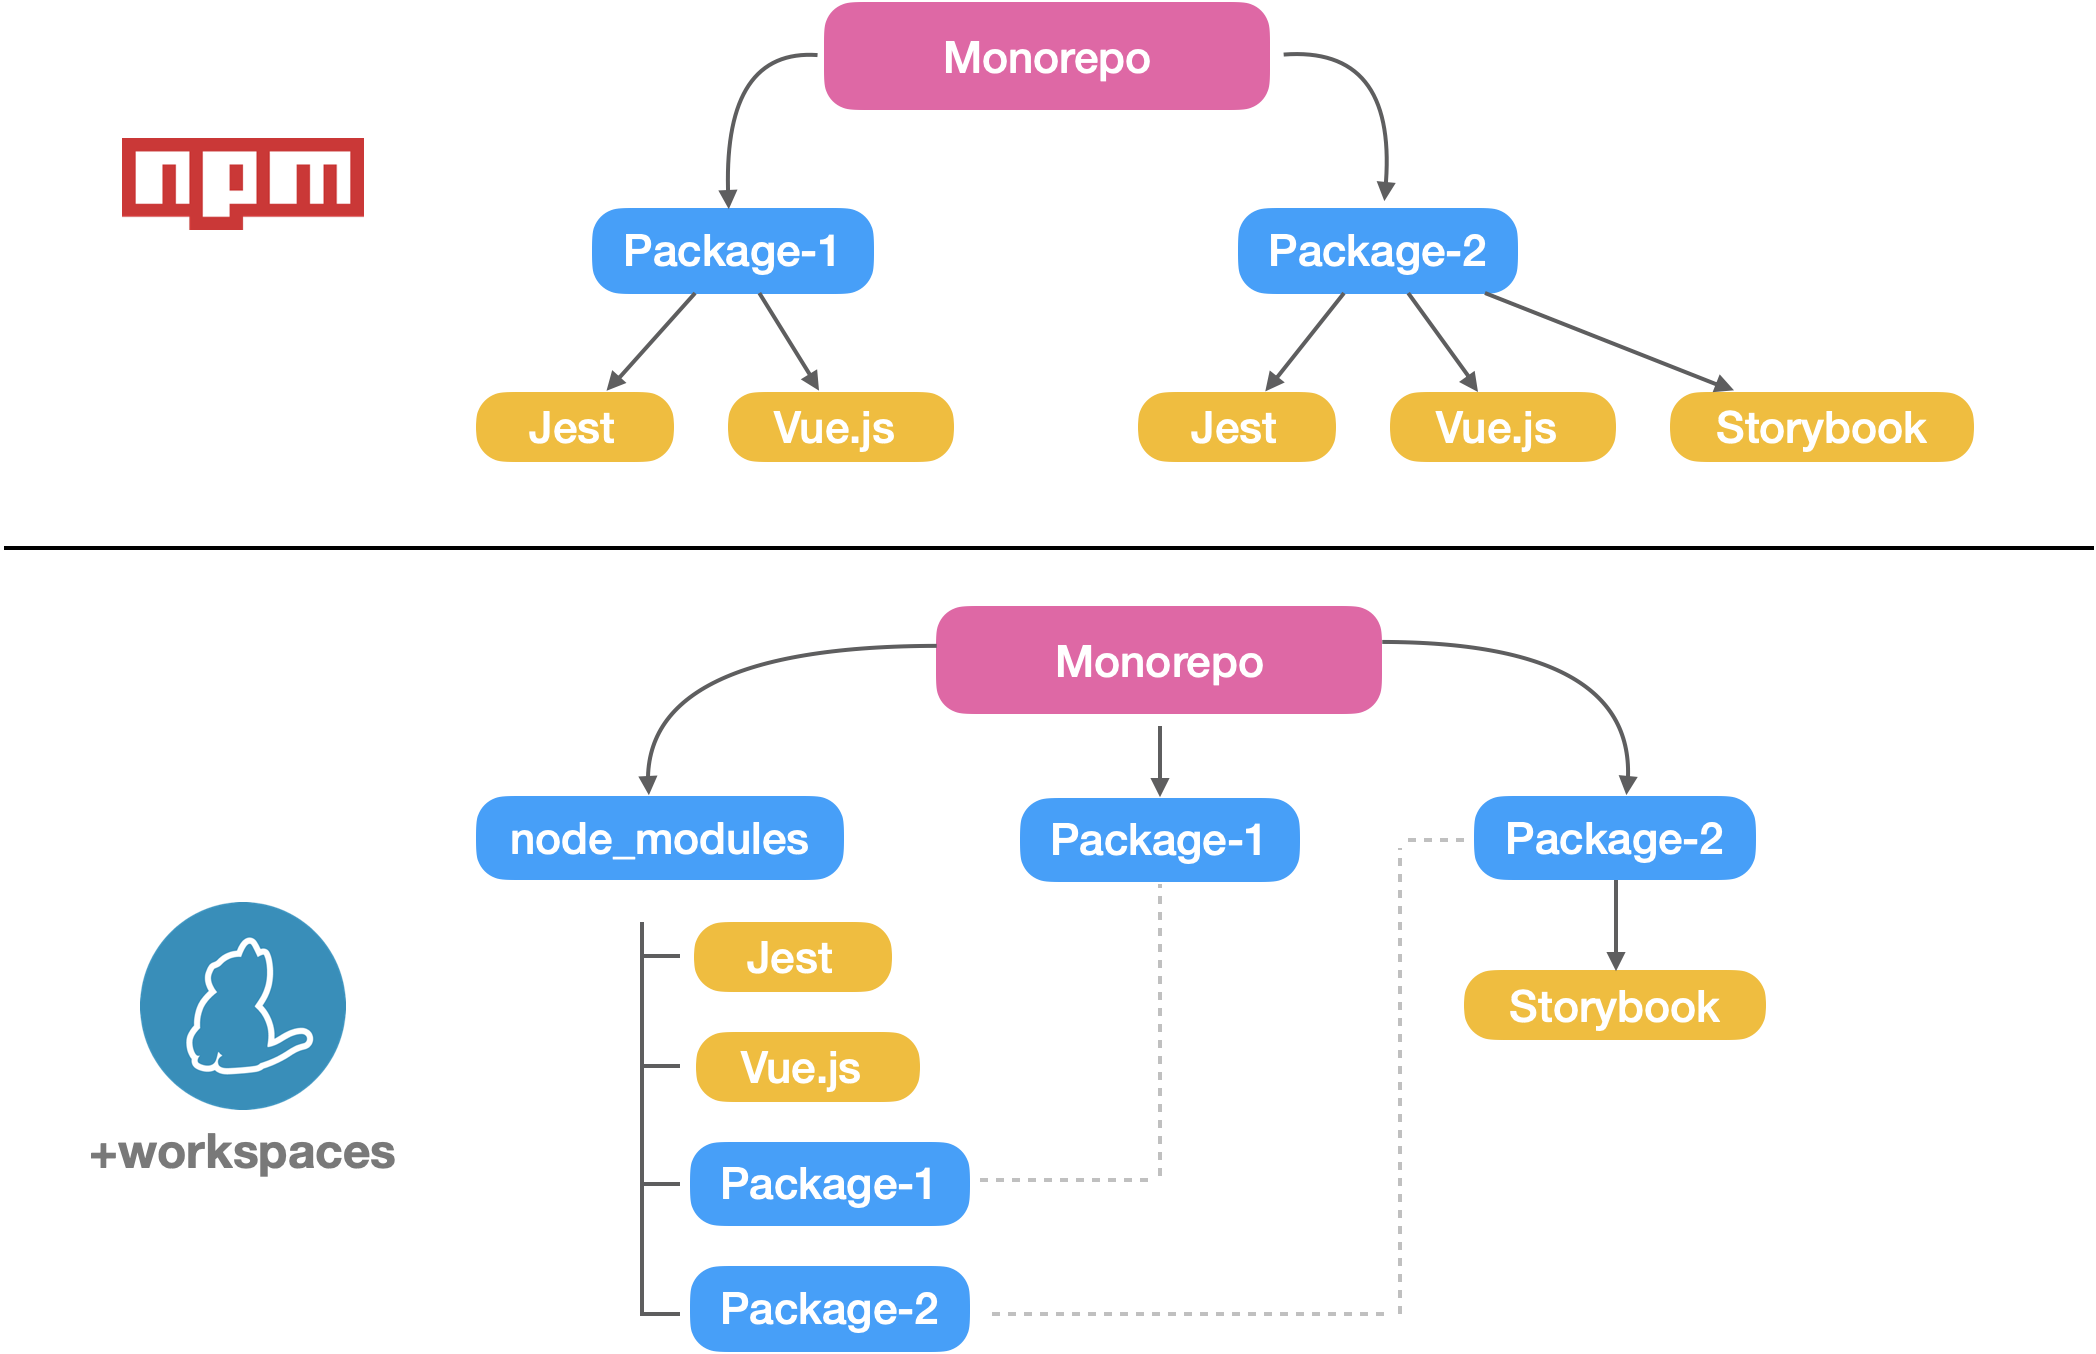 Monorepo
npm
Package-1
Package-2
Jest
Vue.js
Jest
Vue.js
Storybook
Monorepo
node_modules
Package-1
Package-2
Jest
Storybook
Vue.js
+workspaces
Package-1
Package-2